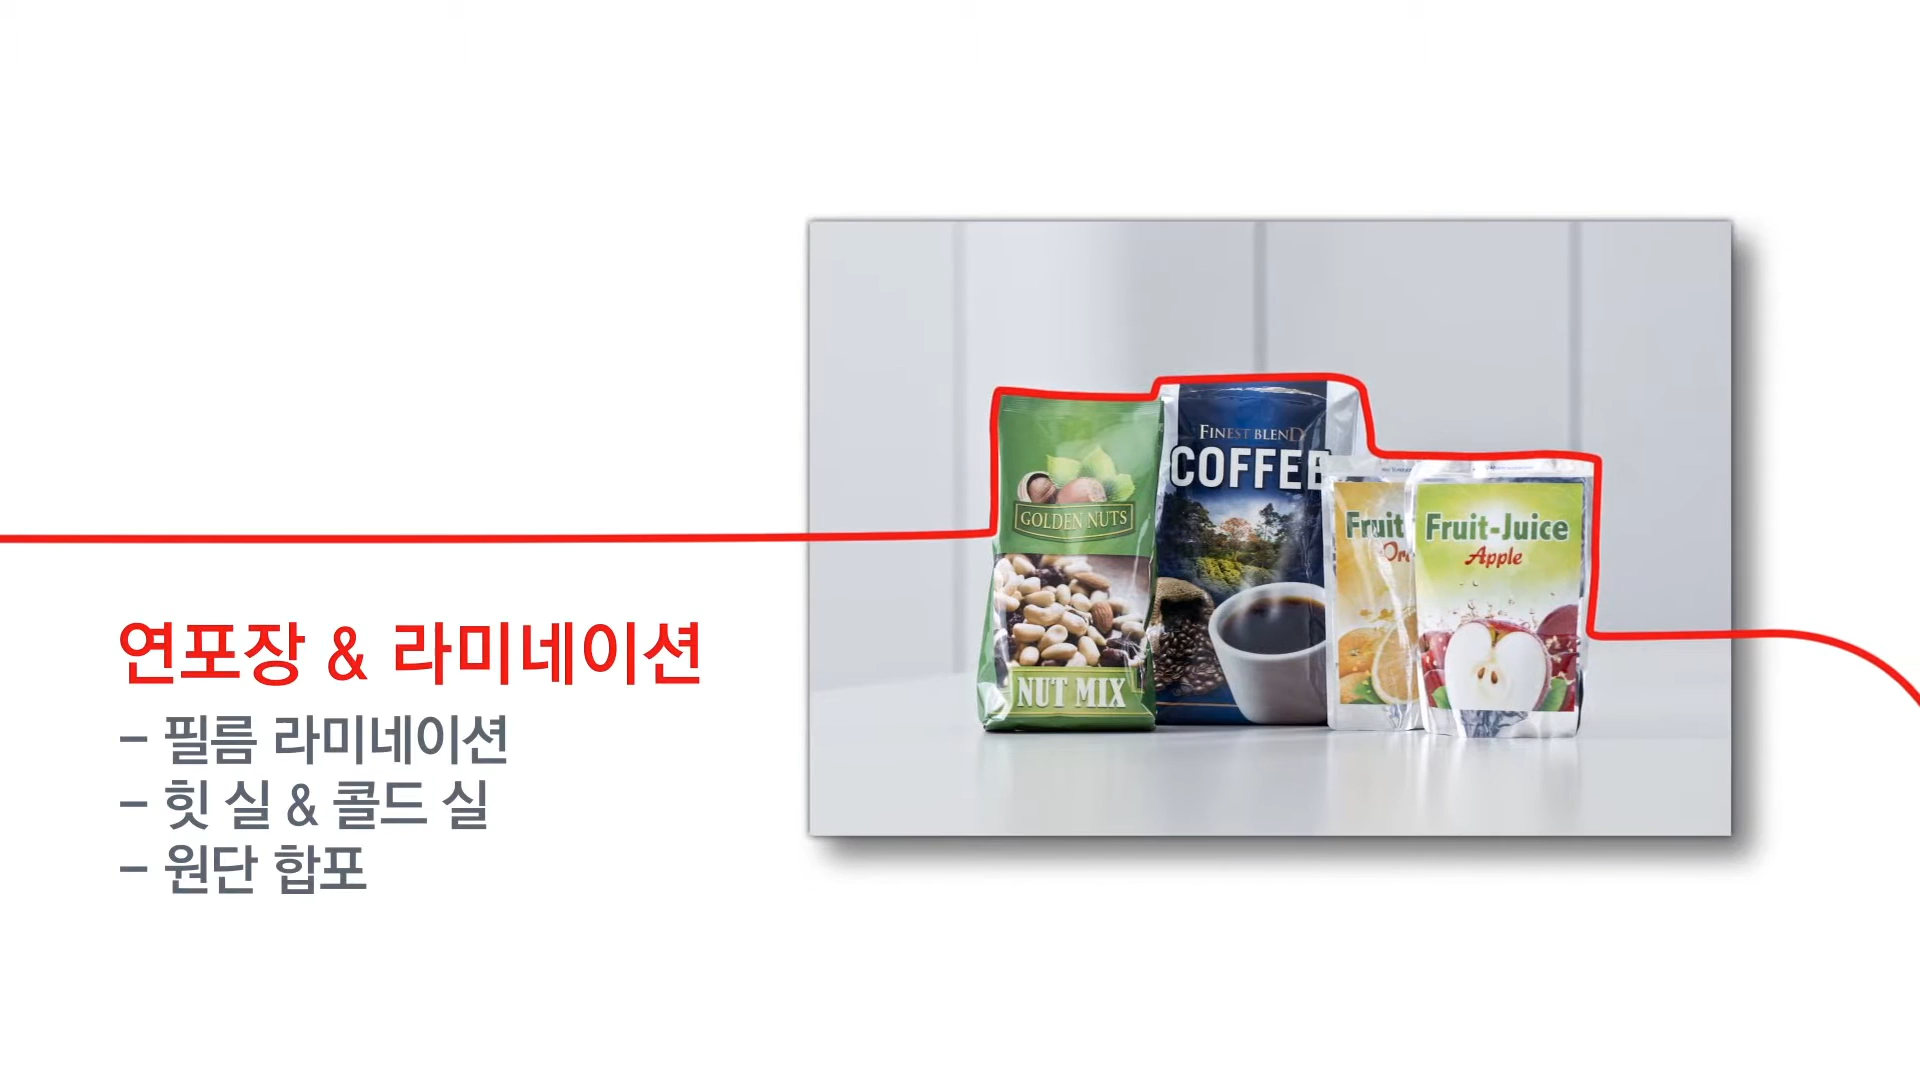 연포장 & 라미네이션
- 필름 라미네이션
- 힛 실 & 콜드 실
- 원단 합포
GOLDEN NUTS
NUT MIX
FINEST BLEND
COFFEE
Fruit
Fruit-Juice
Apple